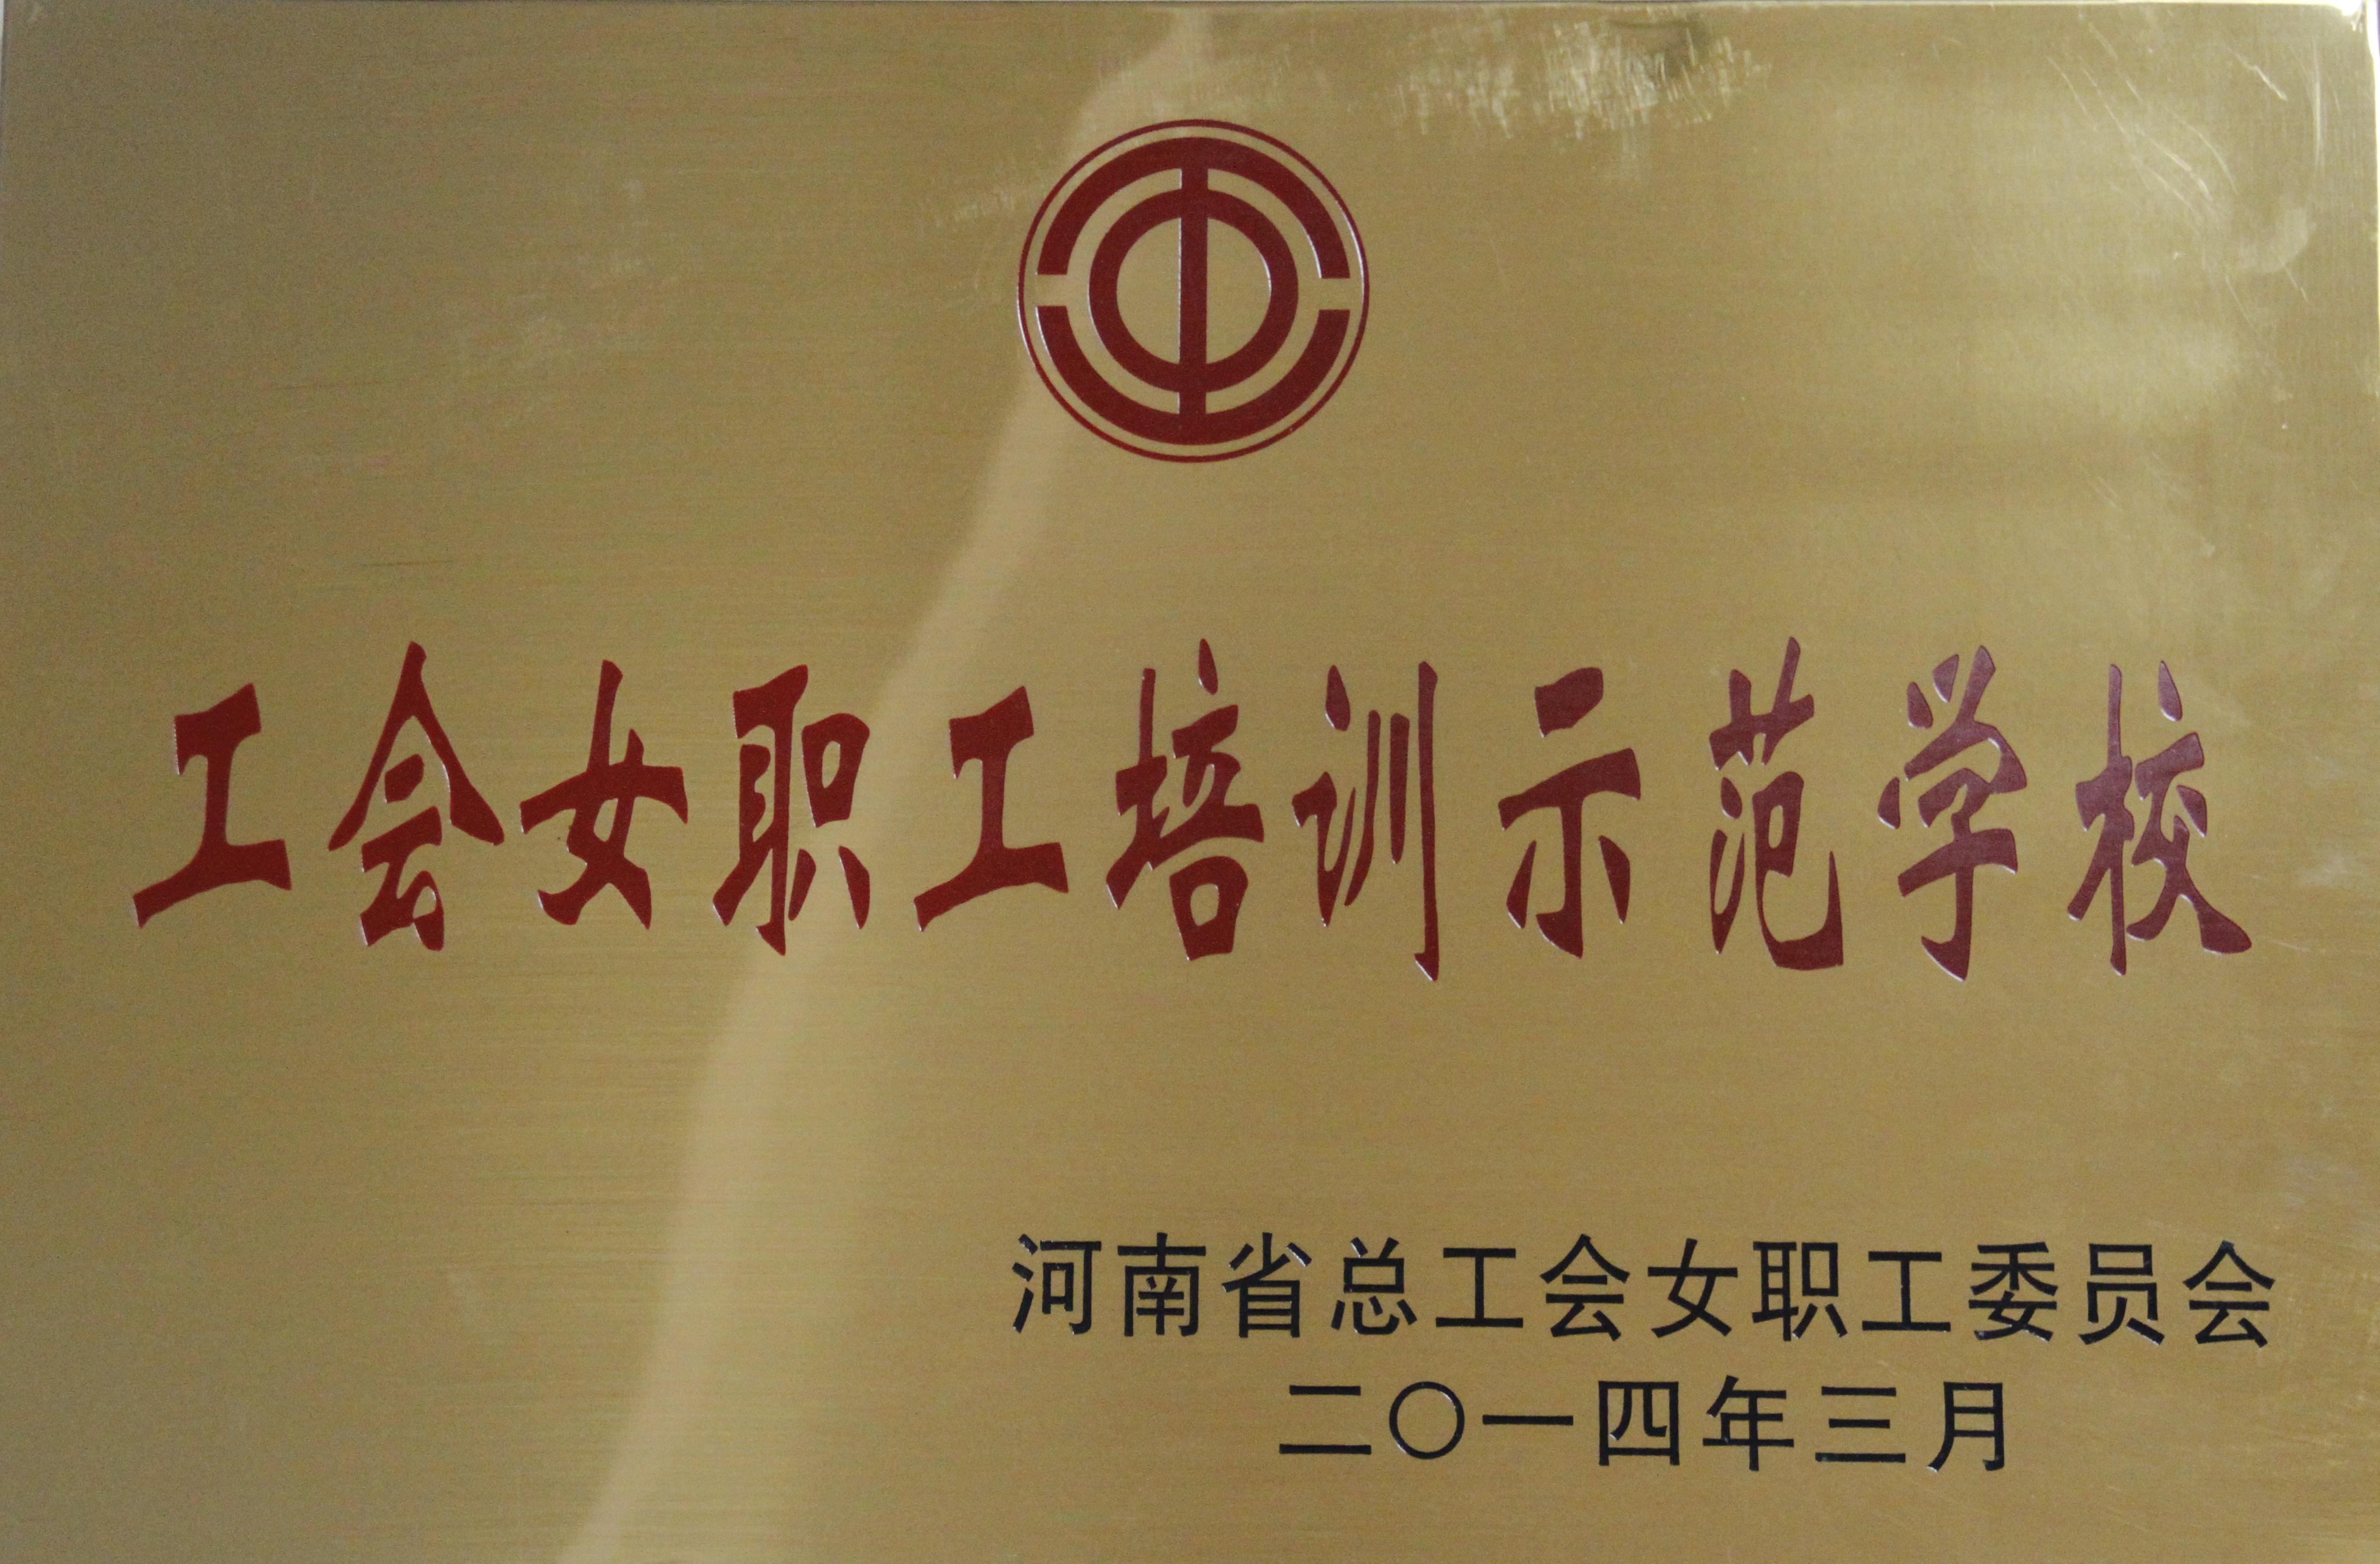 工会女职工培训示范学校
河南省总工会女职工委员会
二〇一四年三月